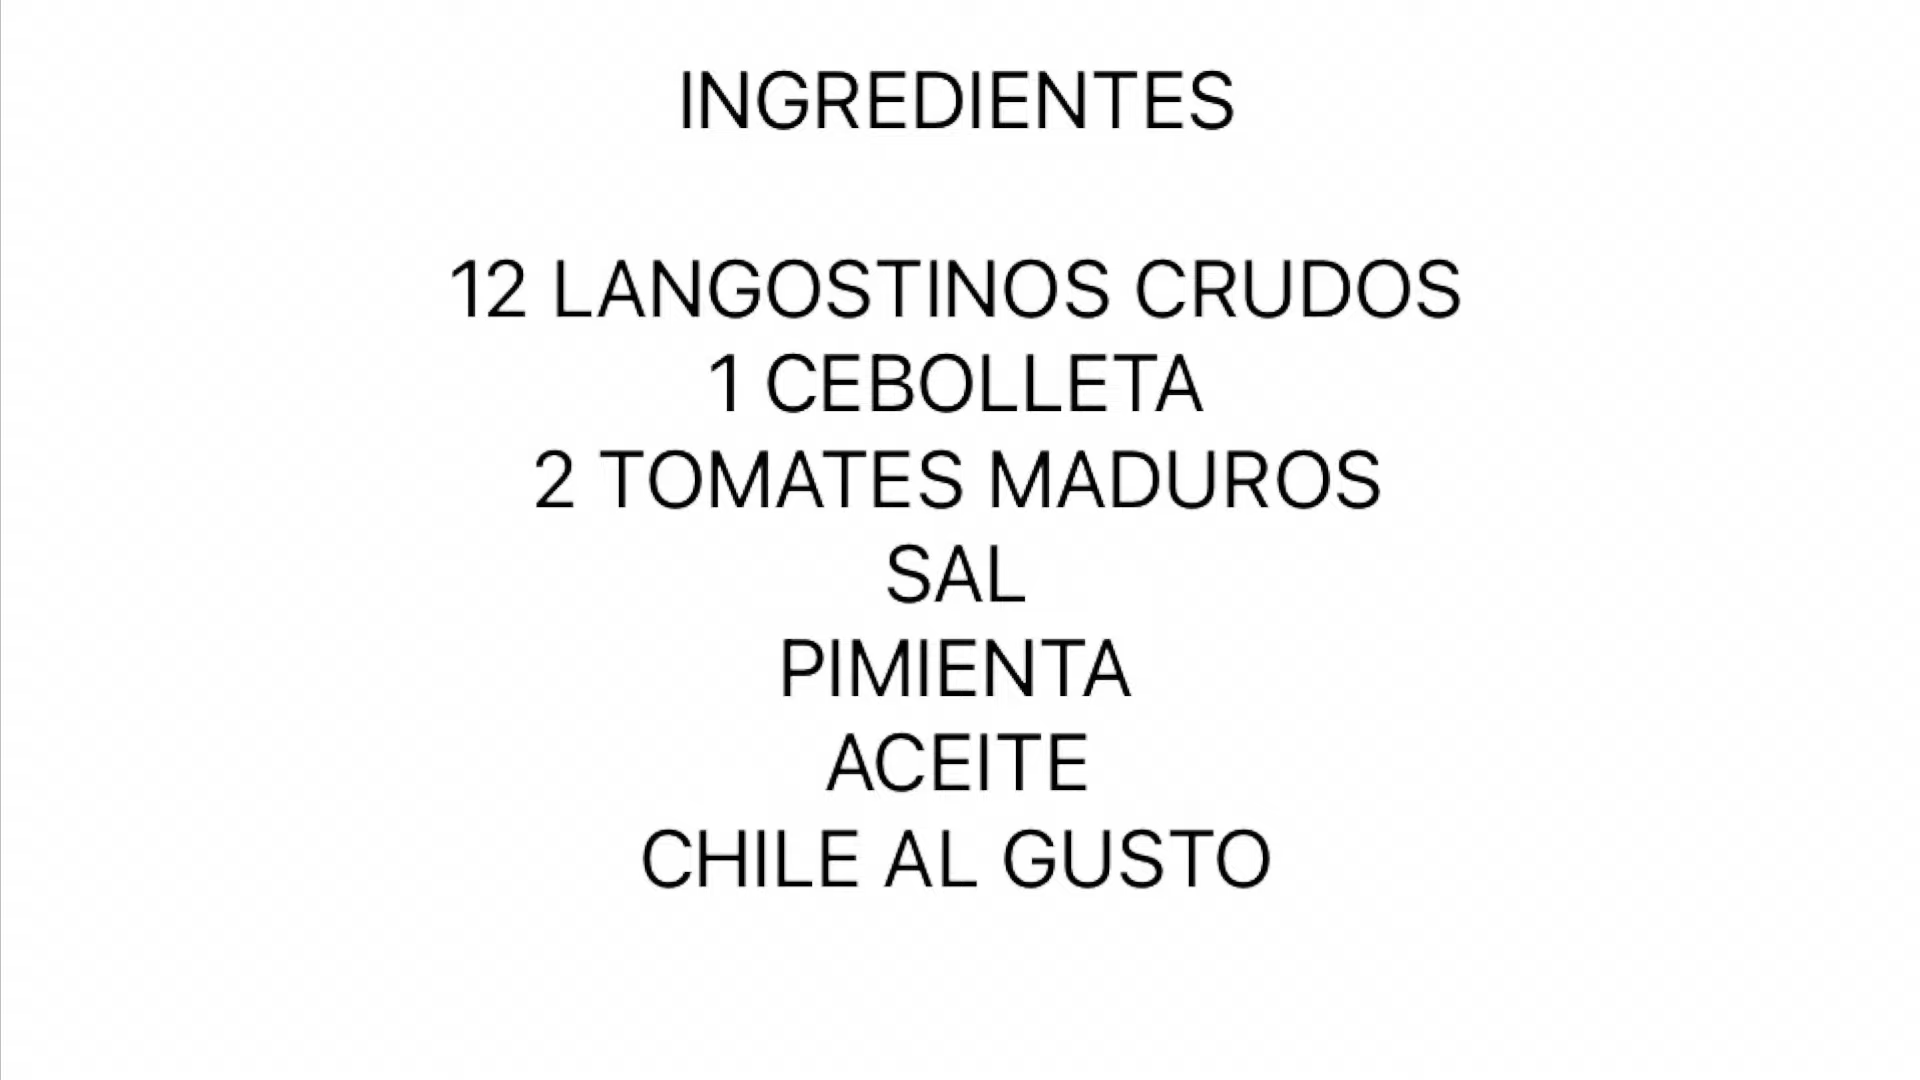 INGREDIENTES
12 LANGOSTINOS CRUDOS
1 CEBOLLETA
2 TOMATES MADUROS
SAL
PIMIENTA
ACEITE
CHILE AL GUSTO